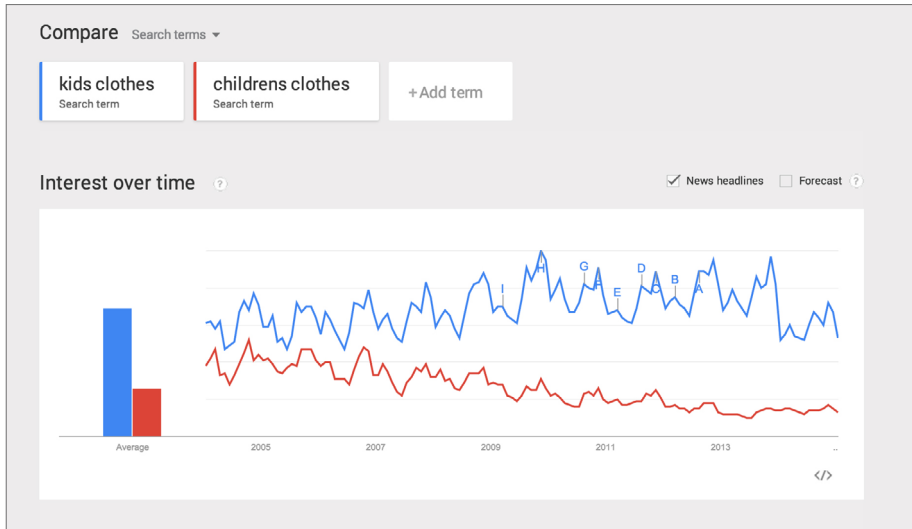 Compare Search terms
kids clothes
Search term
childrens clothes
Search term
+Add term
Interest over time ?
News headlines Forecast ?
I
H
G
F
E
D
C
B
A
Average 2005 2007 2009 2011 2013 ..
</>